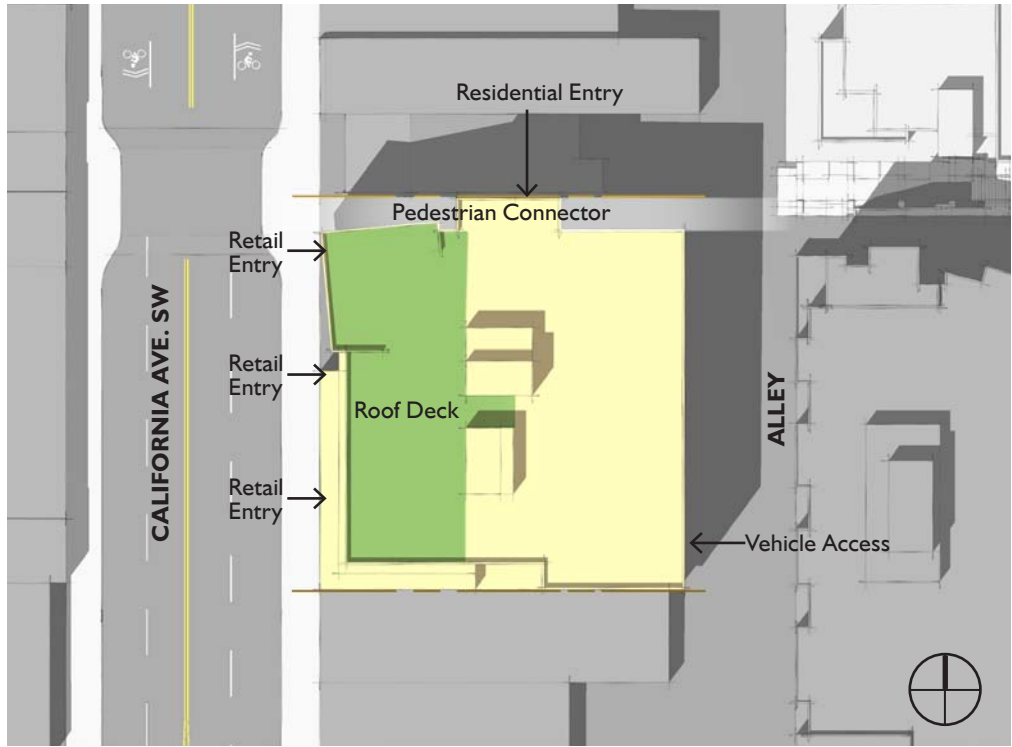 Residential Entry
Pedestrian Connector
Retail
Entry
Retail
Entry
Roof Deck
Retail
Entry
Vehicle Access
CALIFORNIA AVE. SW
ALLEY